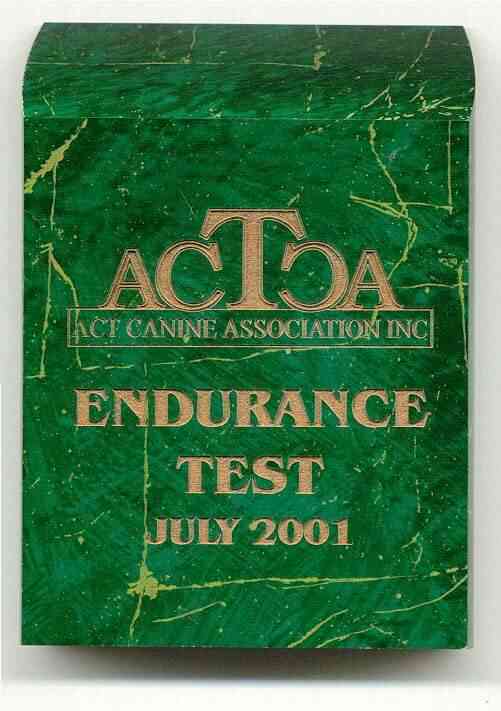 ACTCA
ACT CANINE ASSOCIATION INC
ENDURANCE
TEST
JULY 2001